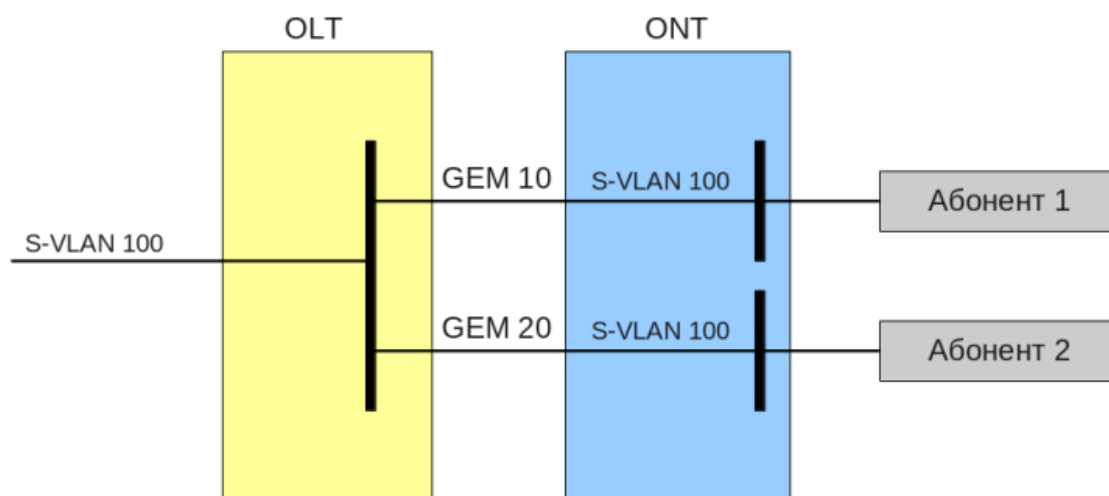 OLT
ONT
GEM 10
S-VLAN 100
Абонент 1
S-VLAN 100
GEM 20
S-VLAN 100
Абонент 2